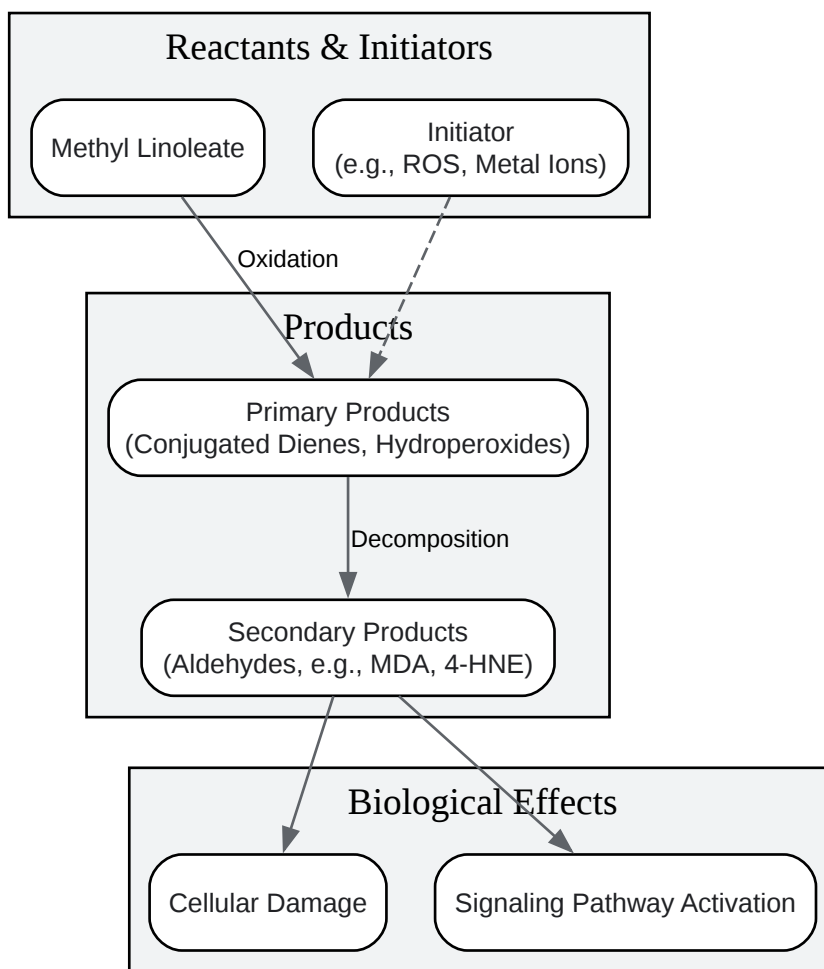 Reactants & Initiators
Methyl Linoleate
Initiator
(e.g., ROS, Metal Ions)
Oxidation
Products
Primary Products
(Conjugated Dienes, Hydroperoxides)
Decomposition
Secondary Products
(Aldehydes, e.g., MDA, 4-HNE)
Biological Effects
Cellular Damage
Signaling Pathway Activation